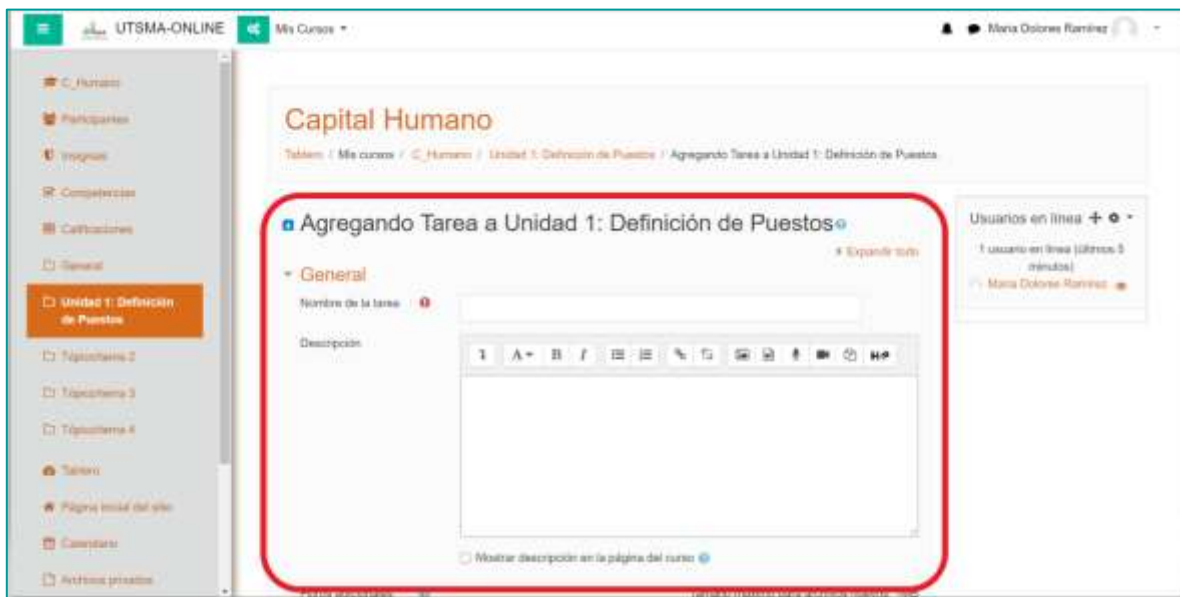 UTSMA-ONLINE
Mis Cursos
Maria Dolores Ramírez
C_Humano
Participantes
Insignias
Competencias
Calificaciones
General
Unidad 1: Definición
de Puestos
Tópico/tema 2
Tópico/tema 3
Tópico/tema 4
Tablero
Página inicial del sitio
Calendario
Archivos privados
Capital Humano
Tablero / Mis cursos / C_Humano / Unidad 1: Definición de Puestos / Agregando Tarea a Unidad 1: Definición de Puestos
Agregando Tarea a Unidad 1: Definición de Puestos
Expandir todo
General
Nombre de la tarea
Descripción
A B I
H-P
Mostrar descripción en la página del curso
Usuarios en línea
1 usuario en línea (últimos 5
minutos)
Maria Dolores Ramírez